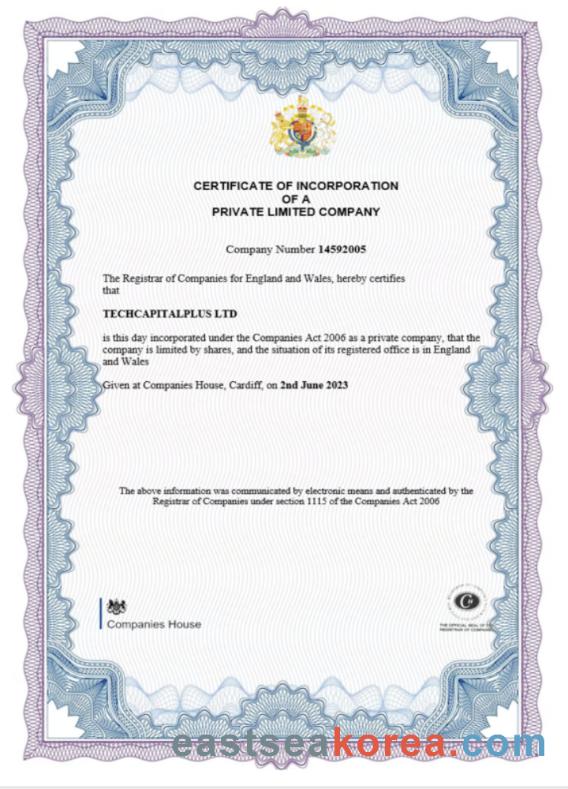 CERTIFICATE OF INCORPORATION
OF A
PRIVATE LIMITED COMPANY
Company Number 14592005
The Registrar of Companies for England and Wales, hereby certifies
that
TECHCAPITALPLUS LTD
is this day incorporated under the Companies Act 2006 as a private company, that the
company is limited by shares, and the situation of its registered office is in England
and Wales
Given at Companies House, Cardiff, on 2nd June 2023
The above information was communicated by electronic means and authenticated by the
Registrar of Companies under section 1115 of the Companies Act 2006
Companies House
THE OFFICIAL SEAL OF THE
REGISTRAR OF COMPANIES
eastseakorea.com